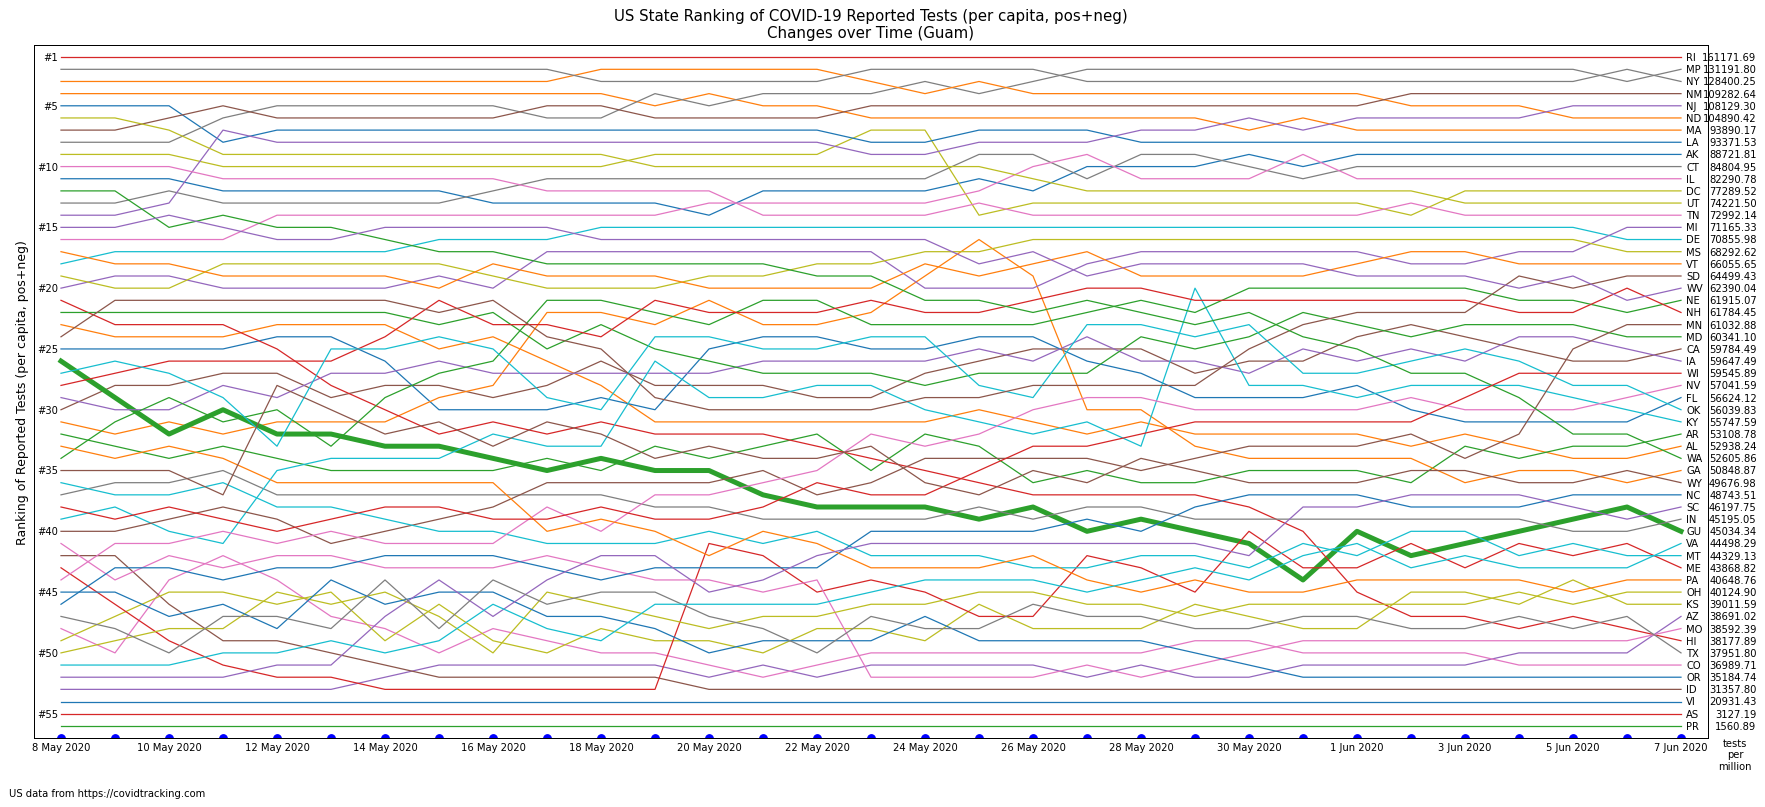 US State Ranking of COVID-19 Reported Tests (per capita, pos+neg)
Changes over Time (Guam)
Ranking of Reported Tests (per capita, pos+neg)
#1
#5
#10
#15
#20
#25
#30
#35
#40
#45
#50
#55
RI 161171.69
MP 131191.80
NY 128400.25
NM 109282.64
NJ 108129.30
ND 104890.42
MA 93890.17
LA 93371.53
AK 88721.81
CT 84804.95
IL 82290.78
DC 77289.52
UT 74221.50
TN 72992.14
MI 71165.33
DE 70855.98
MS 68292.62
VT 66055.65
SD 64499.43
WV 62390.04
NE 61915.07
NH 61784.45
MN 61032.88
MD 60341.10
CA 59784.49
IA 59647.49
WI 59545.89
NV 57041.59
FL 56624.12
OK 56039.83
KY 55747.59
AR 53108.78
AL 52938.24
WA 52605.86
GA 50848.87
WY 49676.98
NC 48743.51
SC 46197.75
IN 45195.05
GU 45034.34
VA 44498.29
MT 44329.13
ME 43868.82
PA 40648.76
OH 40124.90
KS 39011.59
AZ 38691.02
MO 38592.39
HI 38177.89
TX 37951.80
CO 36989.71
OR 35184.74
ID 31357.80
VI 20931.43
AS 3127.19
PR 1560.89
8 May 2020 10 May 2020 12 May 2020 14 May 2020 16 May 2020 18 May 2020 20 May 2020 22 May 2020 24 May 2020 26 May 2020 28 May 2020 30 May 2020 1 Jun 2020 3 Jun 2020 5 Jun 2020 7 Jun 2020
tests
per
million
US data from https://covidtracking.com